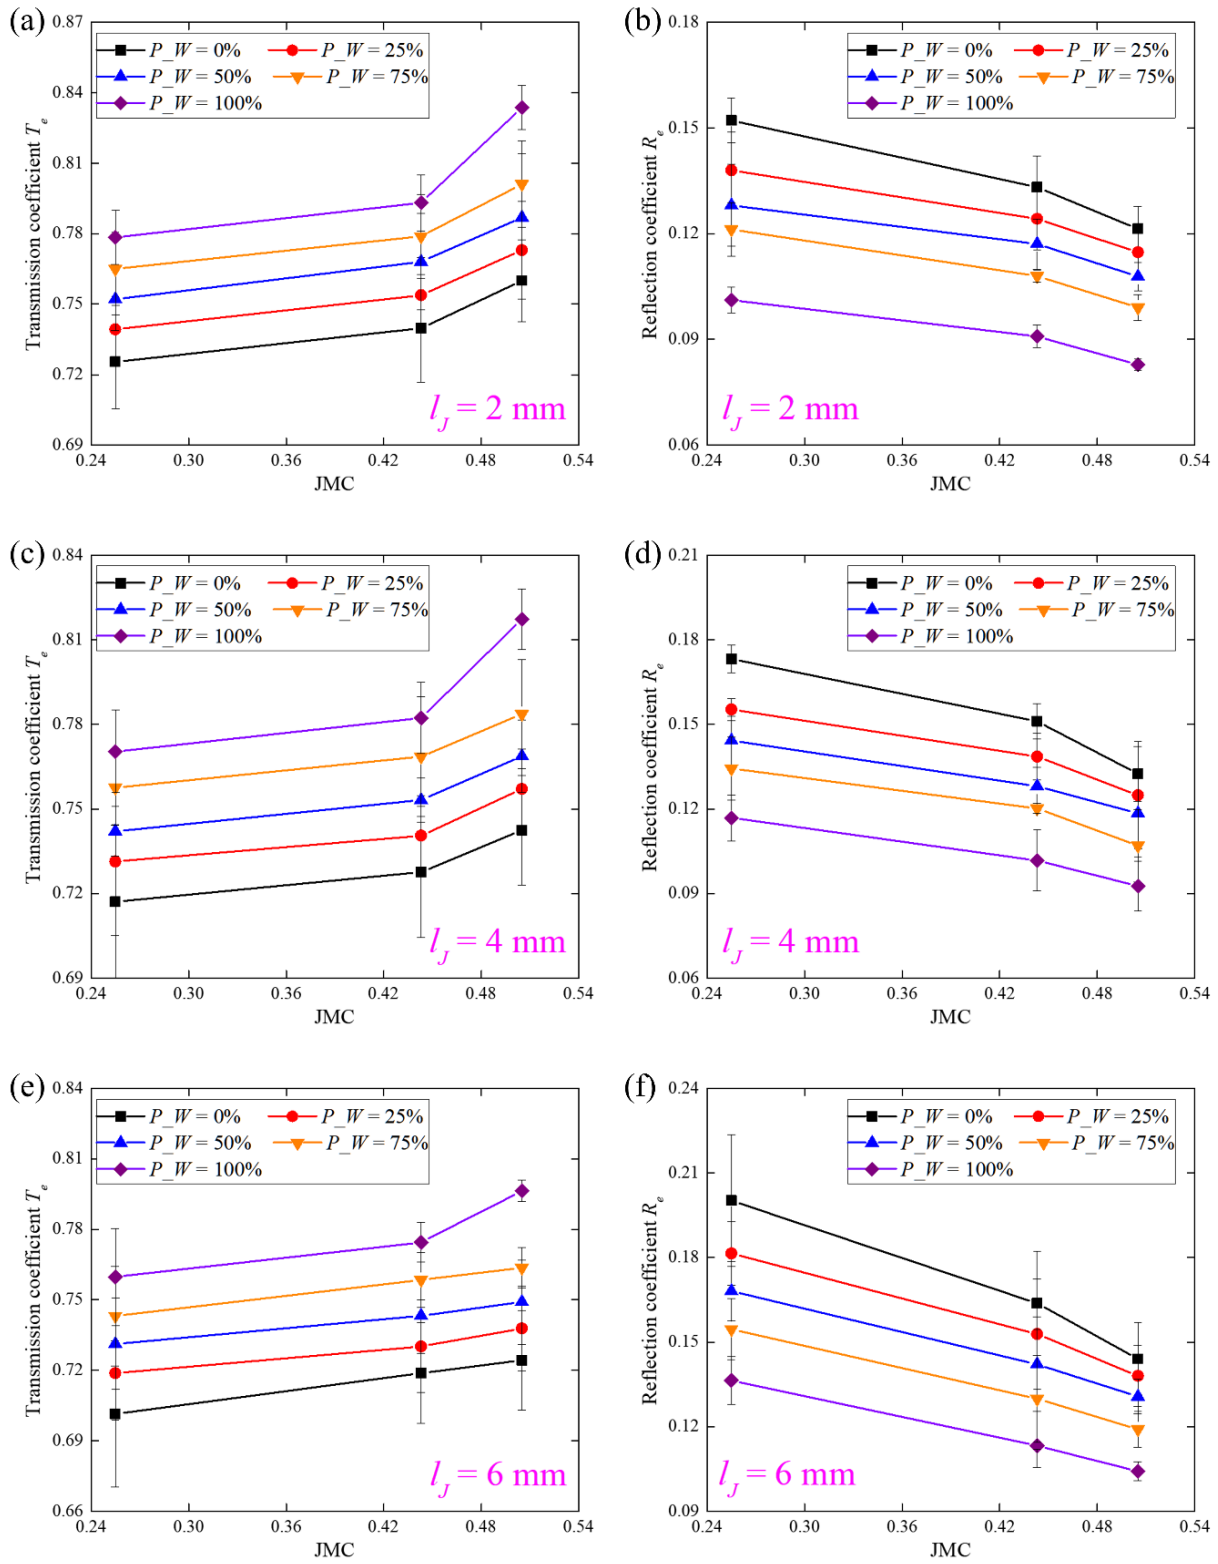 (a)
0.87
0.84
0.81
0.78
0.75
0.72
0.69
Transmission coefficient T_e
P_W = 0% P_W = 25%
P_W = 50% P_W = 75%
P_W = 100%
l_J = 2 mm
0.24 0.30 0.36 0.42 0.48 0.54
JMC
(b)
0.18
0.15
0.12
0.09
0.06
Reflection coefficient R_e
P_W = 0% P_W = 25%
P_W = 50% P_W = 75%
P_W = 100%
l_J = 2 mm
0.24 0.30 0.36 0.42 0.48 0.54
JMC
(c)
0.84
0.81
0.78
0.75
0.72
0.69
Transmission coefficient T_e
P_W = 0% P_W = 25%
P_W = 50% P_W = 75%
P_W = 100%
l_J = 4 mm
0.24 0.30 0.36 0.42 0.48 0.54
JMC
(d)
0.21
0.18
0.15
0.12
0.09
0.06
Reflection coefficient R_e
P_W = 0% P_W = 25%
P_W = 50% P_W = 75%
P_W = 100%
l_J = 4 mm
0.24 0.30 0.36 0.42 0.48 0.54
JMC
(e)
0.84
0.81
0.78
0.75
0.72
0.69
0.66
Transmission coefficient T_e
P_W = 0% P_W = 25%
P_W = 50% P_W = 75%
P_W = 100%
l_J = 6 mm
0.24 0.30 0.36 0.42 0.48 0.54
JMC
(f)
0.24
0.21
0.18
0.15
0.12
0.09
Reflection coefficient R_e
P_W = 0% P_W = 25%
P_W = 50% P_W = 75%
P_W = 100%
l_J = 6 mm
0.24 0.30 0.36 0.42 0.48 0.54
JMC